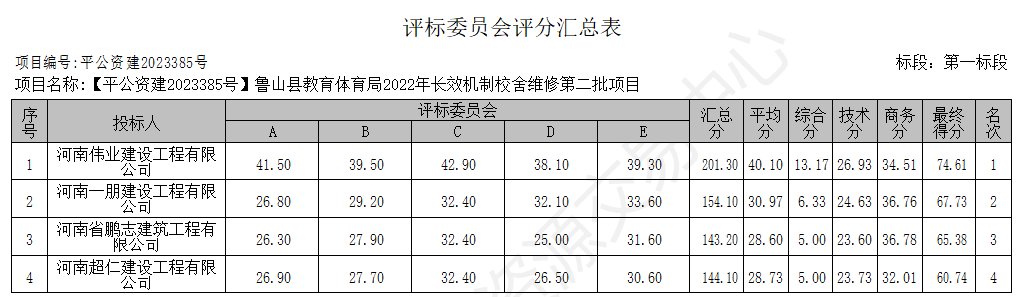 评标委员会评分汇总表
项目编号: 平公资建2023385号 标段: 第一标段
项目名称:【平公资建2023385号】鲁山县教育体育局2022年长效机制校舍维修第二批项目
序号 投标人 评标委员会 汇总分 平均分 综合分 技术分 商务分 最终得分 名次
A B C D E
1 河南伟业建设工程有限公司 41.50 39.50 42.90 38.10 39.30 201.30 40.10 13.17 26.93 34.51 74.61 1
2 河南一朋建设工程有限公司 26.80 29.20 32.40 32.10 33.60 154.10 30.97 6.33 24.63 36.76 67.73 2
3 河南省鹏志建筑工程有限公司 26.30 27.90 32.40 25.00 31.60 143.20 28.60 5.00 23.60 36.78 65.38 3
4 河南超仁建设工程有限公司 26.90 27.70 32.40 26.50 30.60 144.10 28.73 5.00 23.73 32.01 60.74 4
资源交易中心